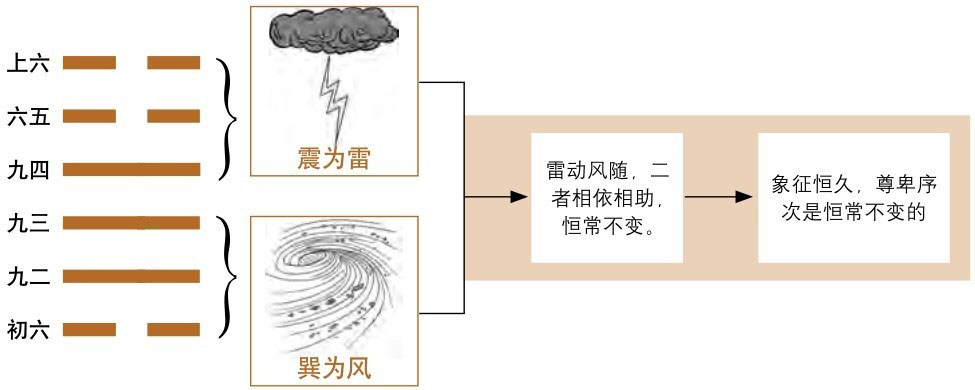 上六
六五
九四
九三
九二
初六
震为雷
巽为风
雷动风随，二
者相依相助，
恒常不变。
象征恒久，尊卑序
次是恒常不变的